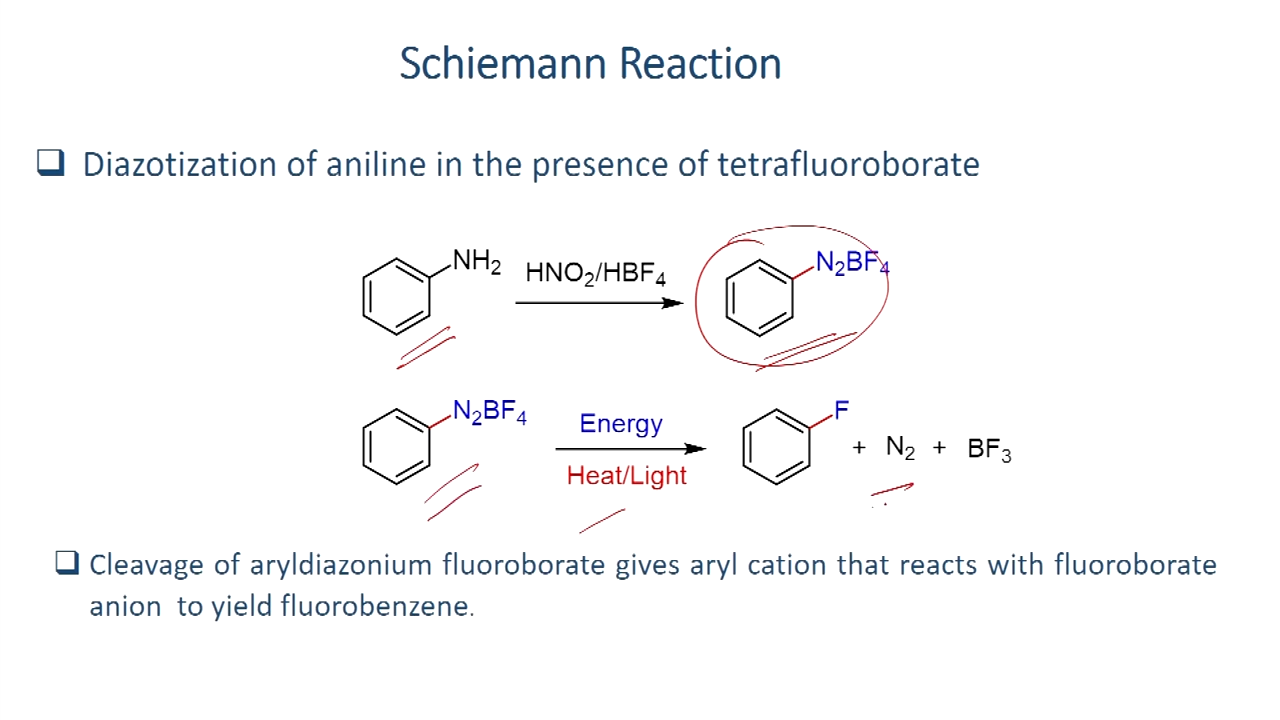 Schiemann Reaction
❑ Diazotization of aniline in the presence of tetrafluoroborate
NH₂ HNO₂/HBF₄ N₂BF₄
N₂BF₄ Energy F
+ N₂ + BF₃
Heat/Light
❑ Cleavage of aryldiazonium fluoroborate gives aryl cation that reacts with fluoroborate
anion to yield fluorobenzene.